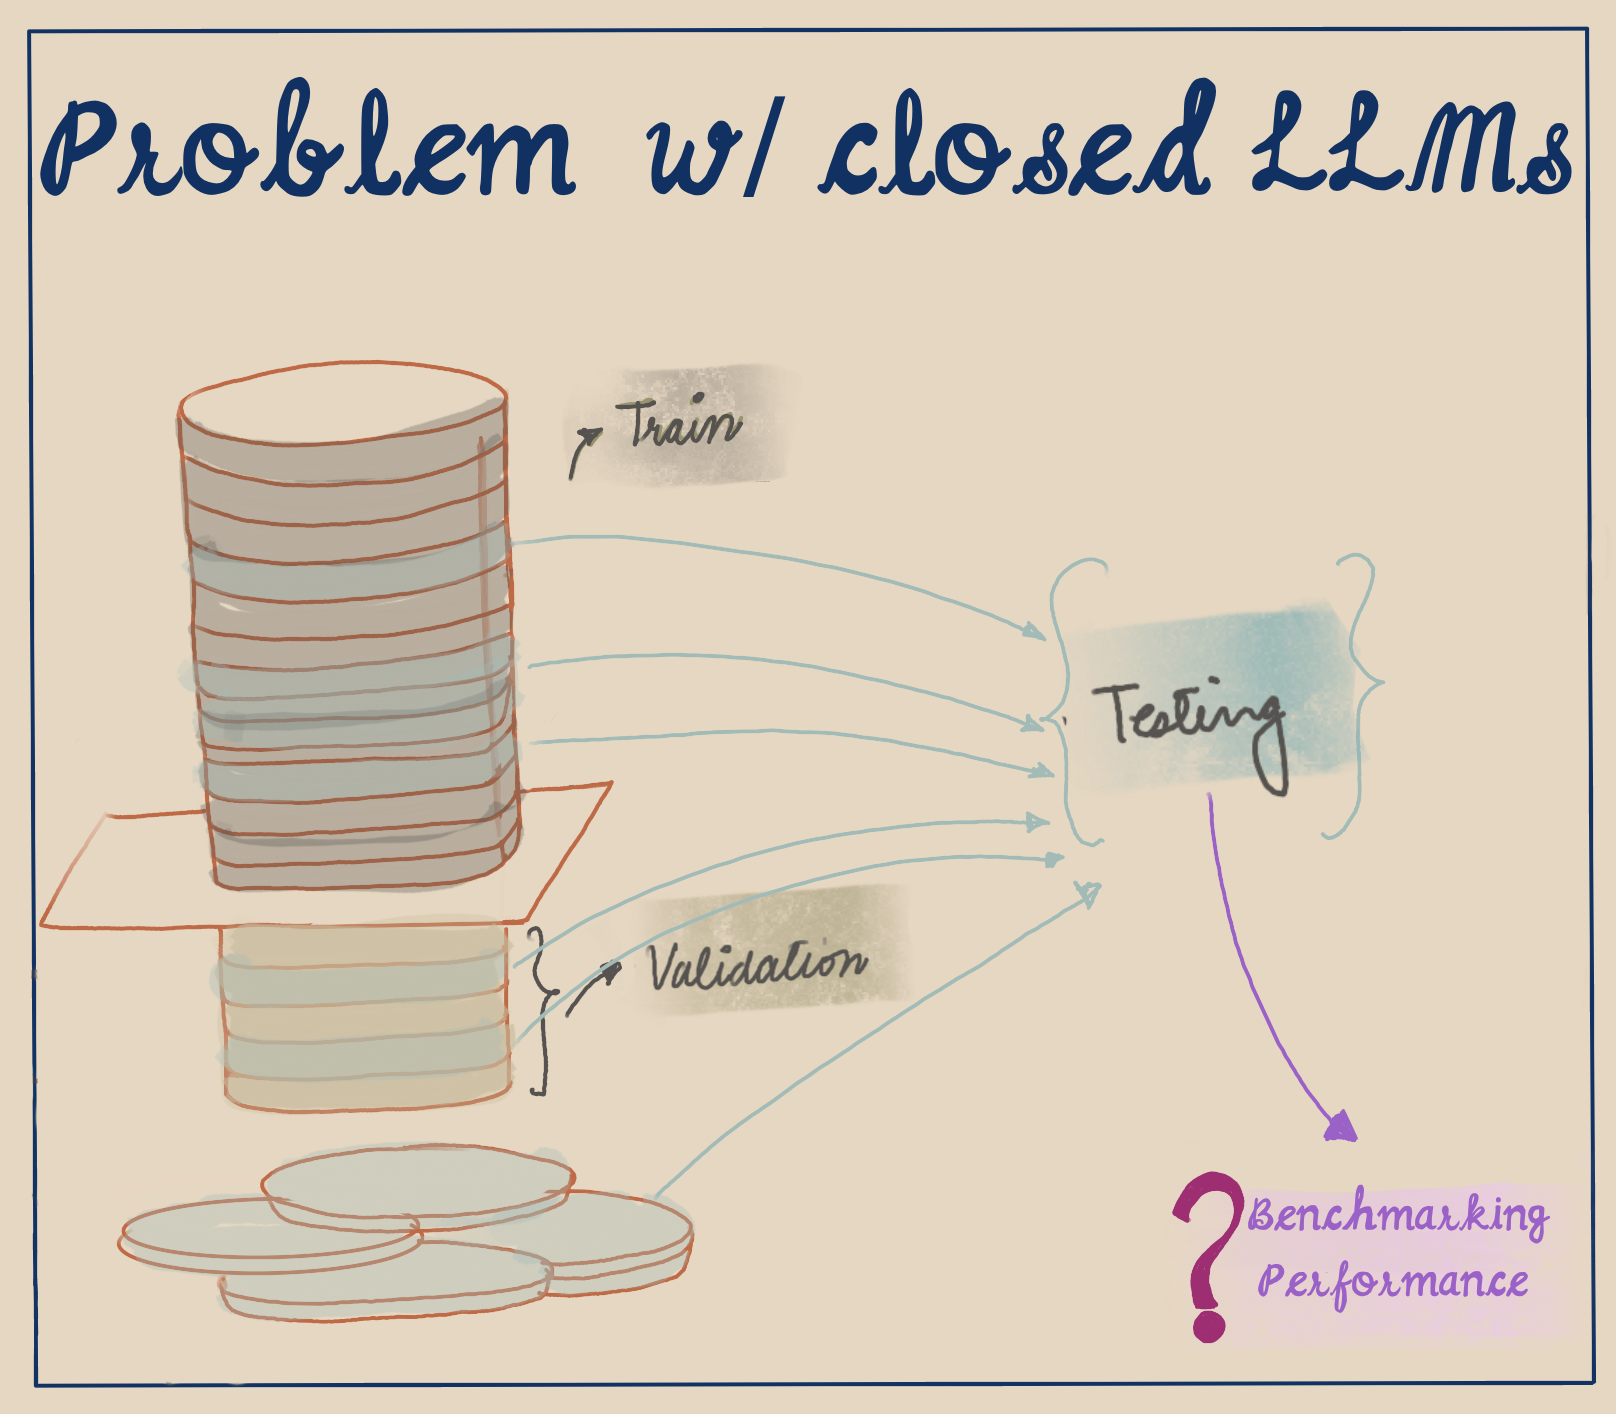 Problem w/ closed LLMs
Train
Testing
Validation
?
Benchmarking
Performance